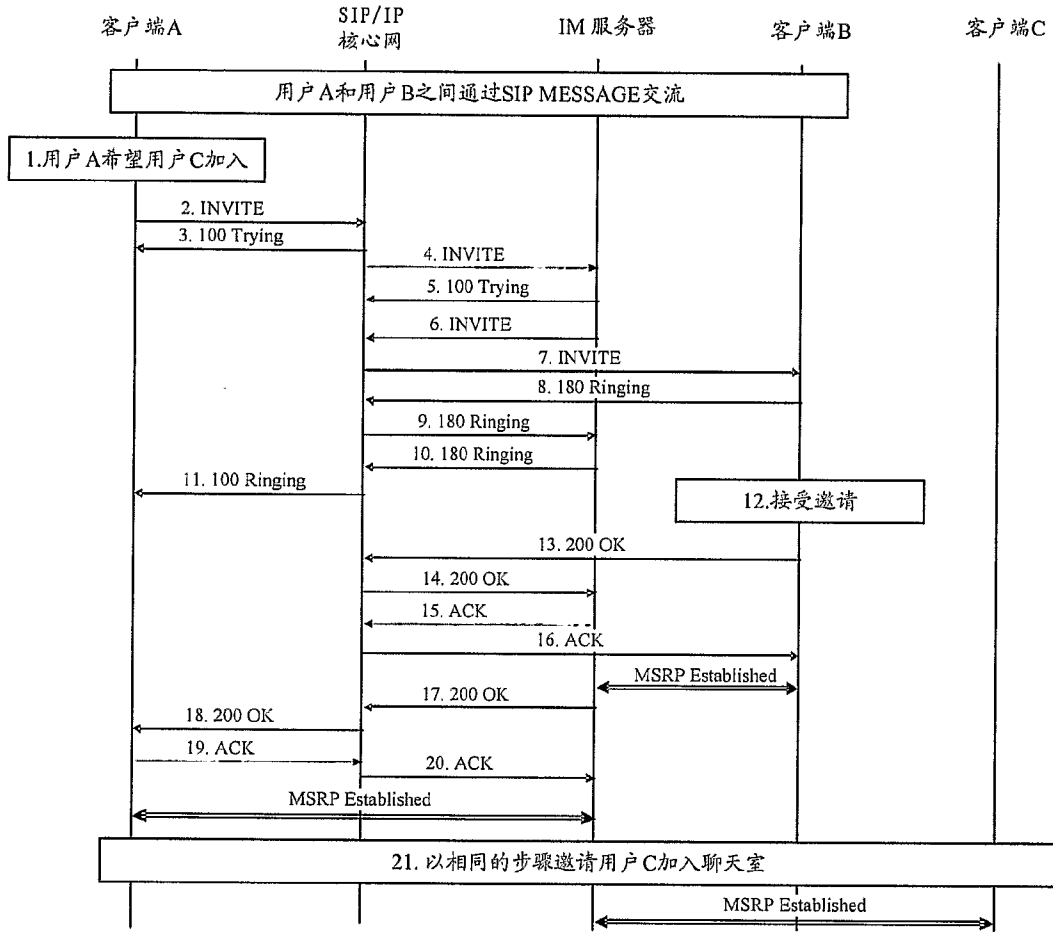 客户端A
SIP/IP
核心网
IM 服务器
客户端B
客户端C
用户A和用户B之间通过SIP MESSAGE交流
1.用户A希望用户C加入
2. INVITE
3. 100 Trying
4. INVITE
5. 100 Trying
6. INVITE
7. INVITE
8. 180 Ringing
9. 180 Ringing
10. 180 Ringing
11. 100 Ringing
12.接受邀请
13. 200 OK
14. 200 OK
15. ACK
16. ACK
MSRP Established
17. 200 OK
18. 200 OK
19. ACK
20. ACK
MSRP Established
21. 以相同的步骤邀请用户C加入聊天室
MSRP Established